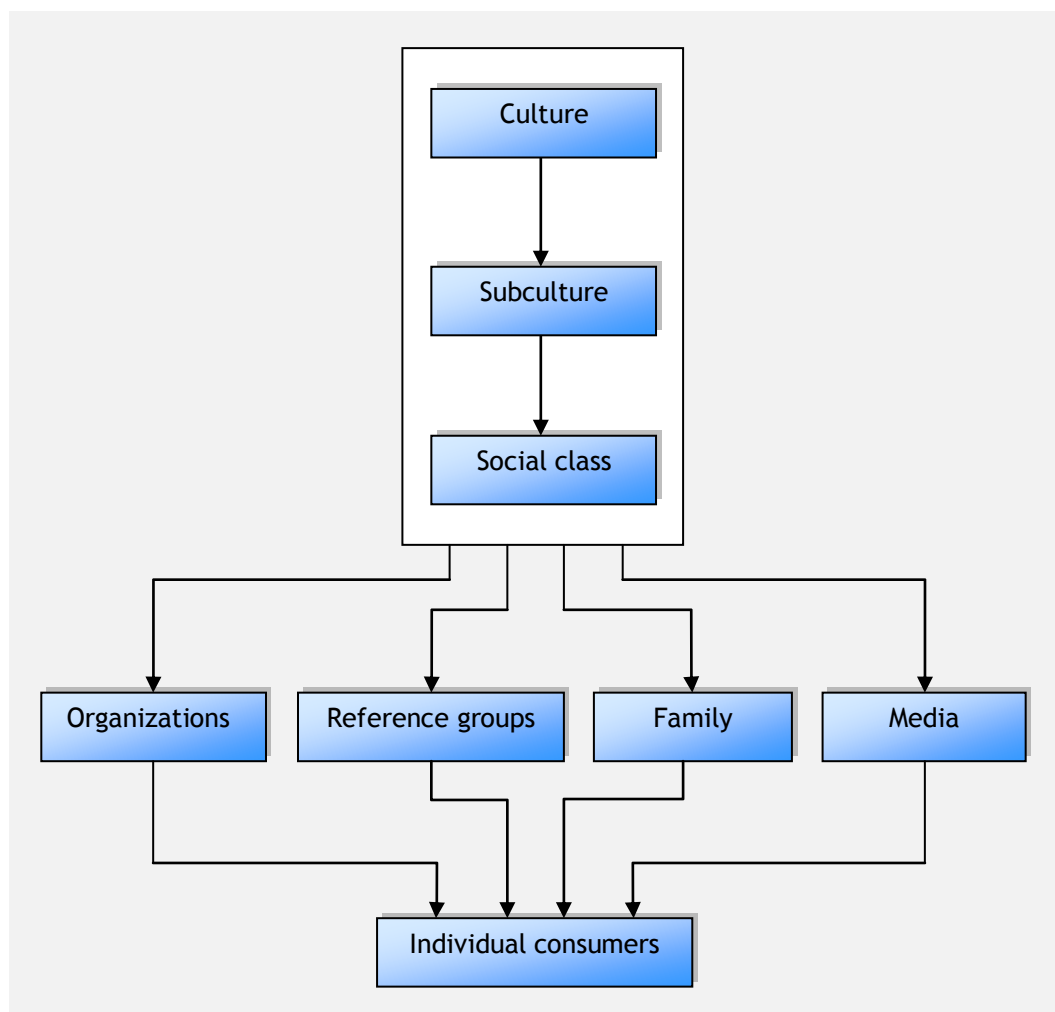 Culture
Subculture
Social class
Organizations
Reference groups
Family
Media
Individual consumers